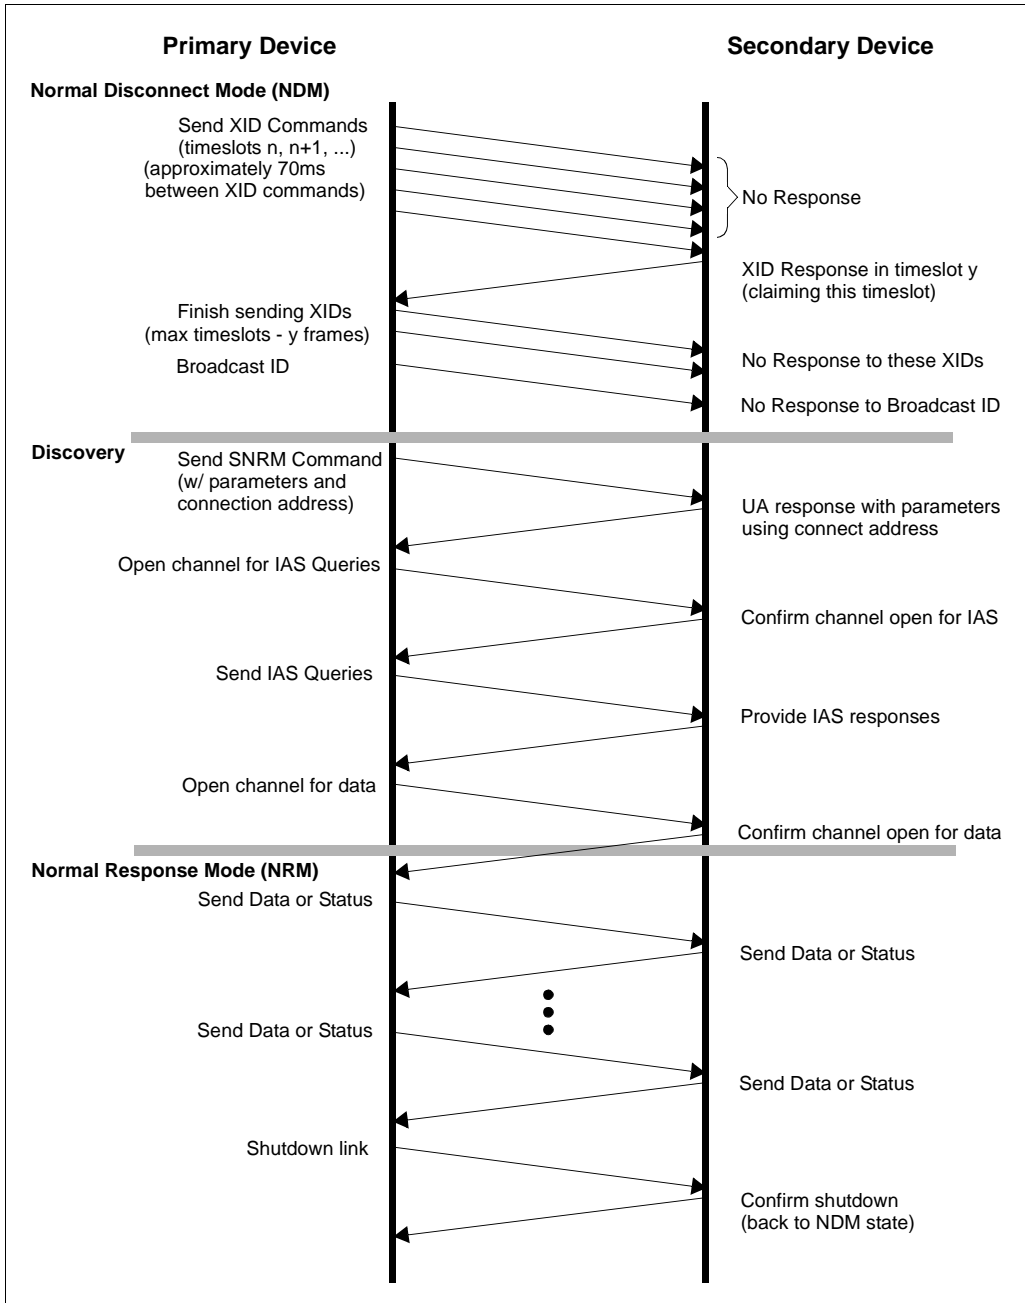 Primary Device
Secondary Device
Normal Disconnect Mode (NDM)
Send XID Commands
(timeslots n, n+1, ...)
(approximately 70ms
between XID commands)
No Response
XID Response in timeslot y
(claiming this timeslot)
Finish sending XIDs
(max timeslots - y frames)
No Response to these XIDs
Broadcast ID
No Response to Broadcast ID
Discovery
Send SNRM Command
(w/ parameters and
connection address)
UA response with parameters
using connect address
Open channel for IAS Queries
Confirm channel open for IAS
Send IAS Queries
Provide IAS responses
Open channel for data
Confirm channel open for data
Normal Response Mode (NRM)
Send Data or Status
Send Data or Status
Send Data or Status
Send Data or Status
Shutdown link
Confirm shutdown
(back to NDM state)